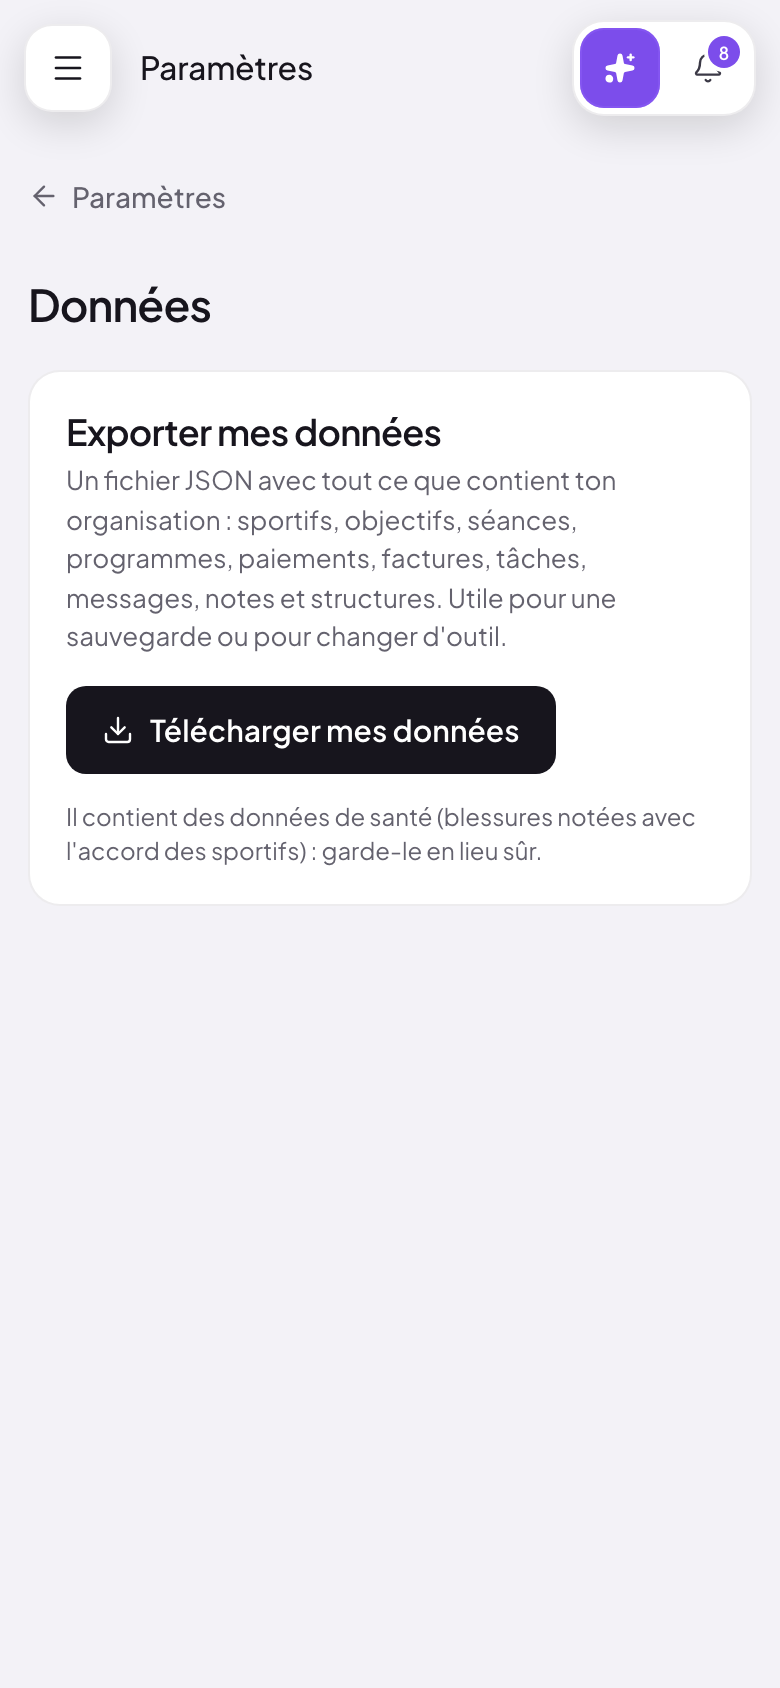 Paramètres
8
Paramètres
Données
Exporter mes données
Un fichier JSON avec tout ce que contient ton
organisation : sportifs, objectifs, séances,
programmes, paiements, factures, tâches,
messages, notes et structures. Utile pour une
sauvegarde ou pour changer d'outil.
Télécharger mes données
Il contient des données de santé (blessures notées avec
l'accord des sportifs) : garde-le en lieu sûr.